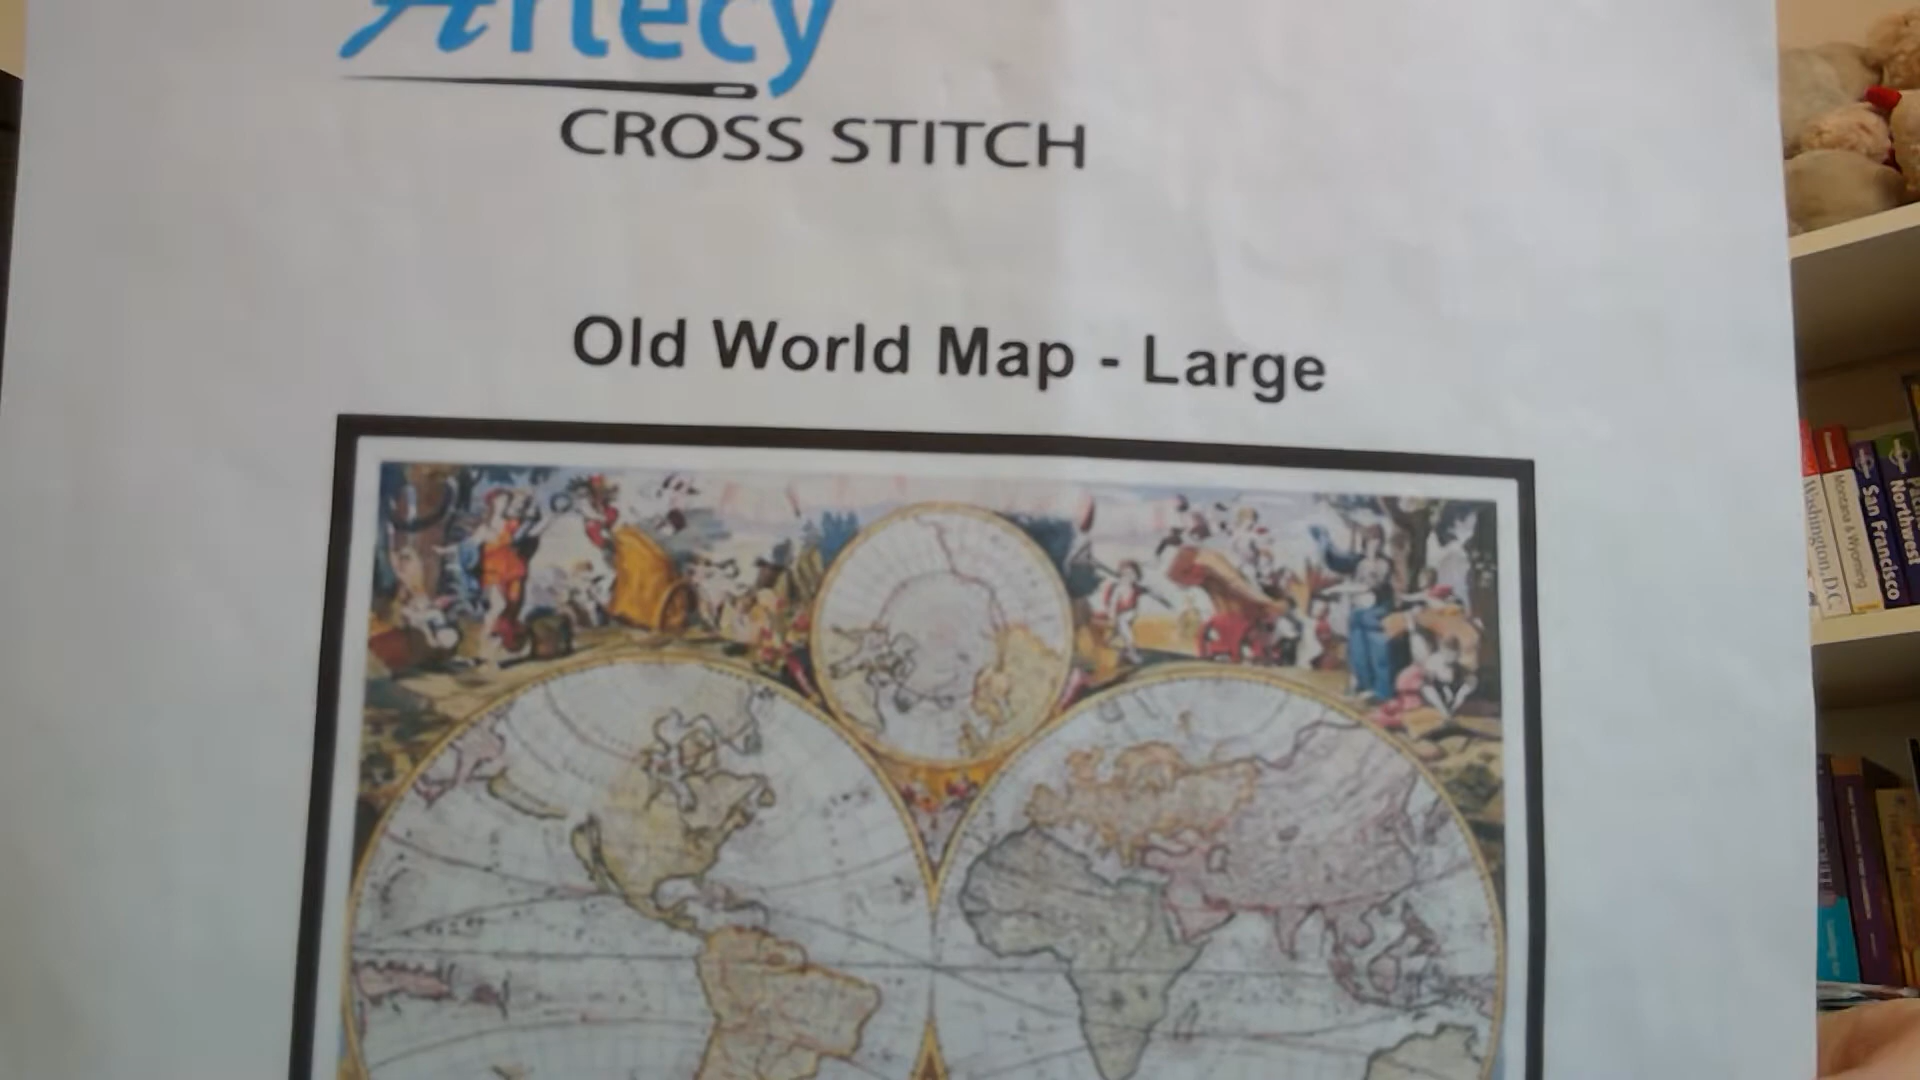 Artecy
CROSS STITCH
Old World Map - Large
Washington, D.C.
Montana & Wyoming
San Francisco
Northwest